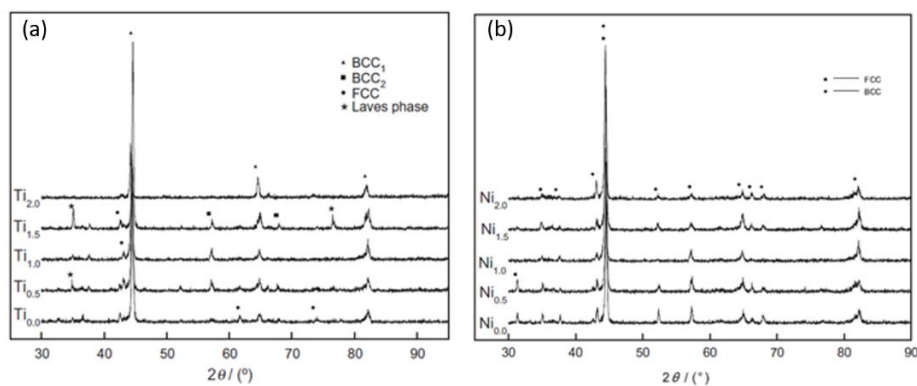 (a)
▲ BCC1
■ BCC2
● FCC
★ Laves phase
Ti2.0
Ti1.5
Ti1.0
Ti0.5
Ti0.0
30 40 50 60 70 80 90
2θ / (º)
(b)
FCC
BCC
Ni2.0
Ni1.5
Ni1.0
Ni0.5
Ni0.0
30 40 50 60 70 80 90
2θ / (°)